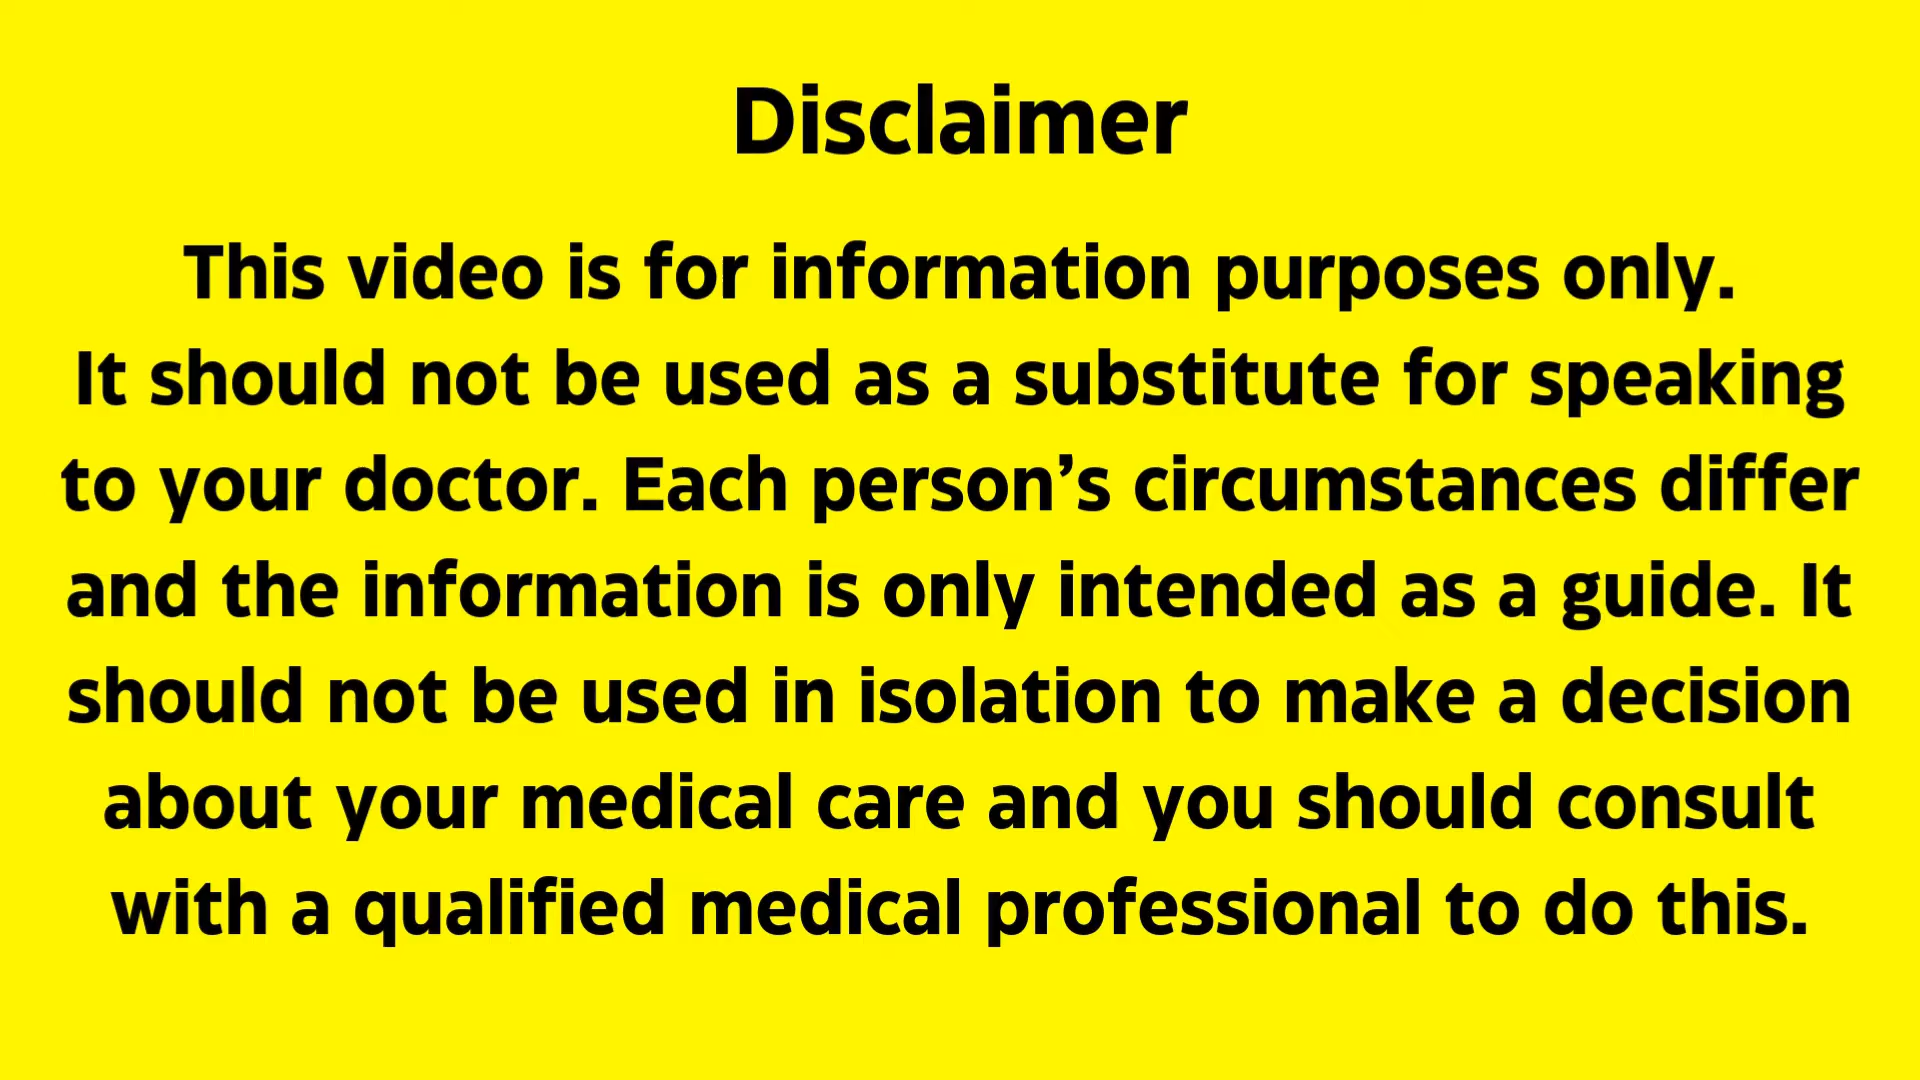 Disclaimer
This video is for information purposes only.
It should not be used as a substitute for speaking
to your doctor. Each person’s circumstances differ
and the information is only intended as a guide. It
should not be used in isolation to make a decision
about your medical care and you should consult
with a qualified medical professional to do this.